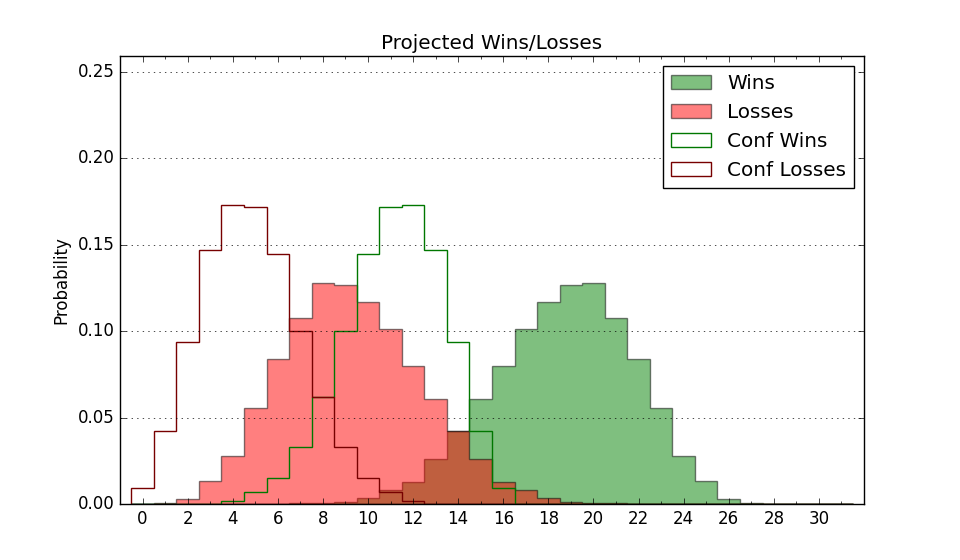 Projected Wins/Losses
Probability
0.25
0.20
0.15
0.10
0.05
0.00
0 2 4 6 8 10 12 14 16 18 20 22 24 26 28 30
Wins
Losses
Conf Wins
Conf Losses